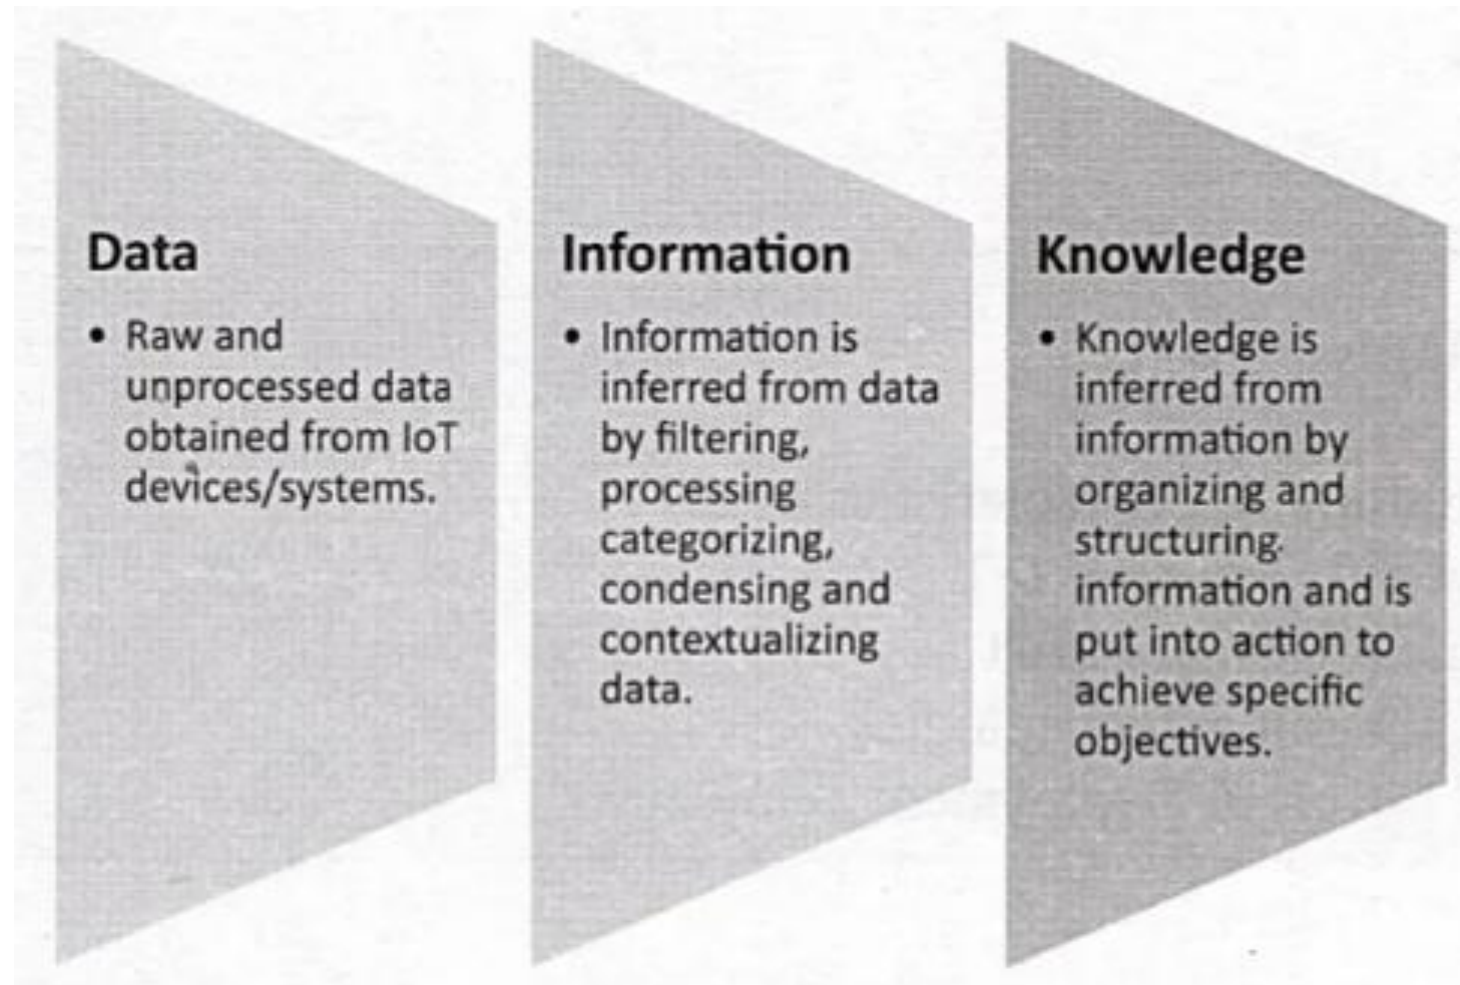 Data
• Raw and
unprocessed data
obtained from IoT
devices/systems.
Information
• Information is
inferred from data
by filtering,
processing
categorizing,
condensing and
contextualizing
data.
Knowledge
• Knowledge is
inferred from
information by
organizing and
structuring
information and is
put into action to
achieve specific
objectives.